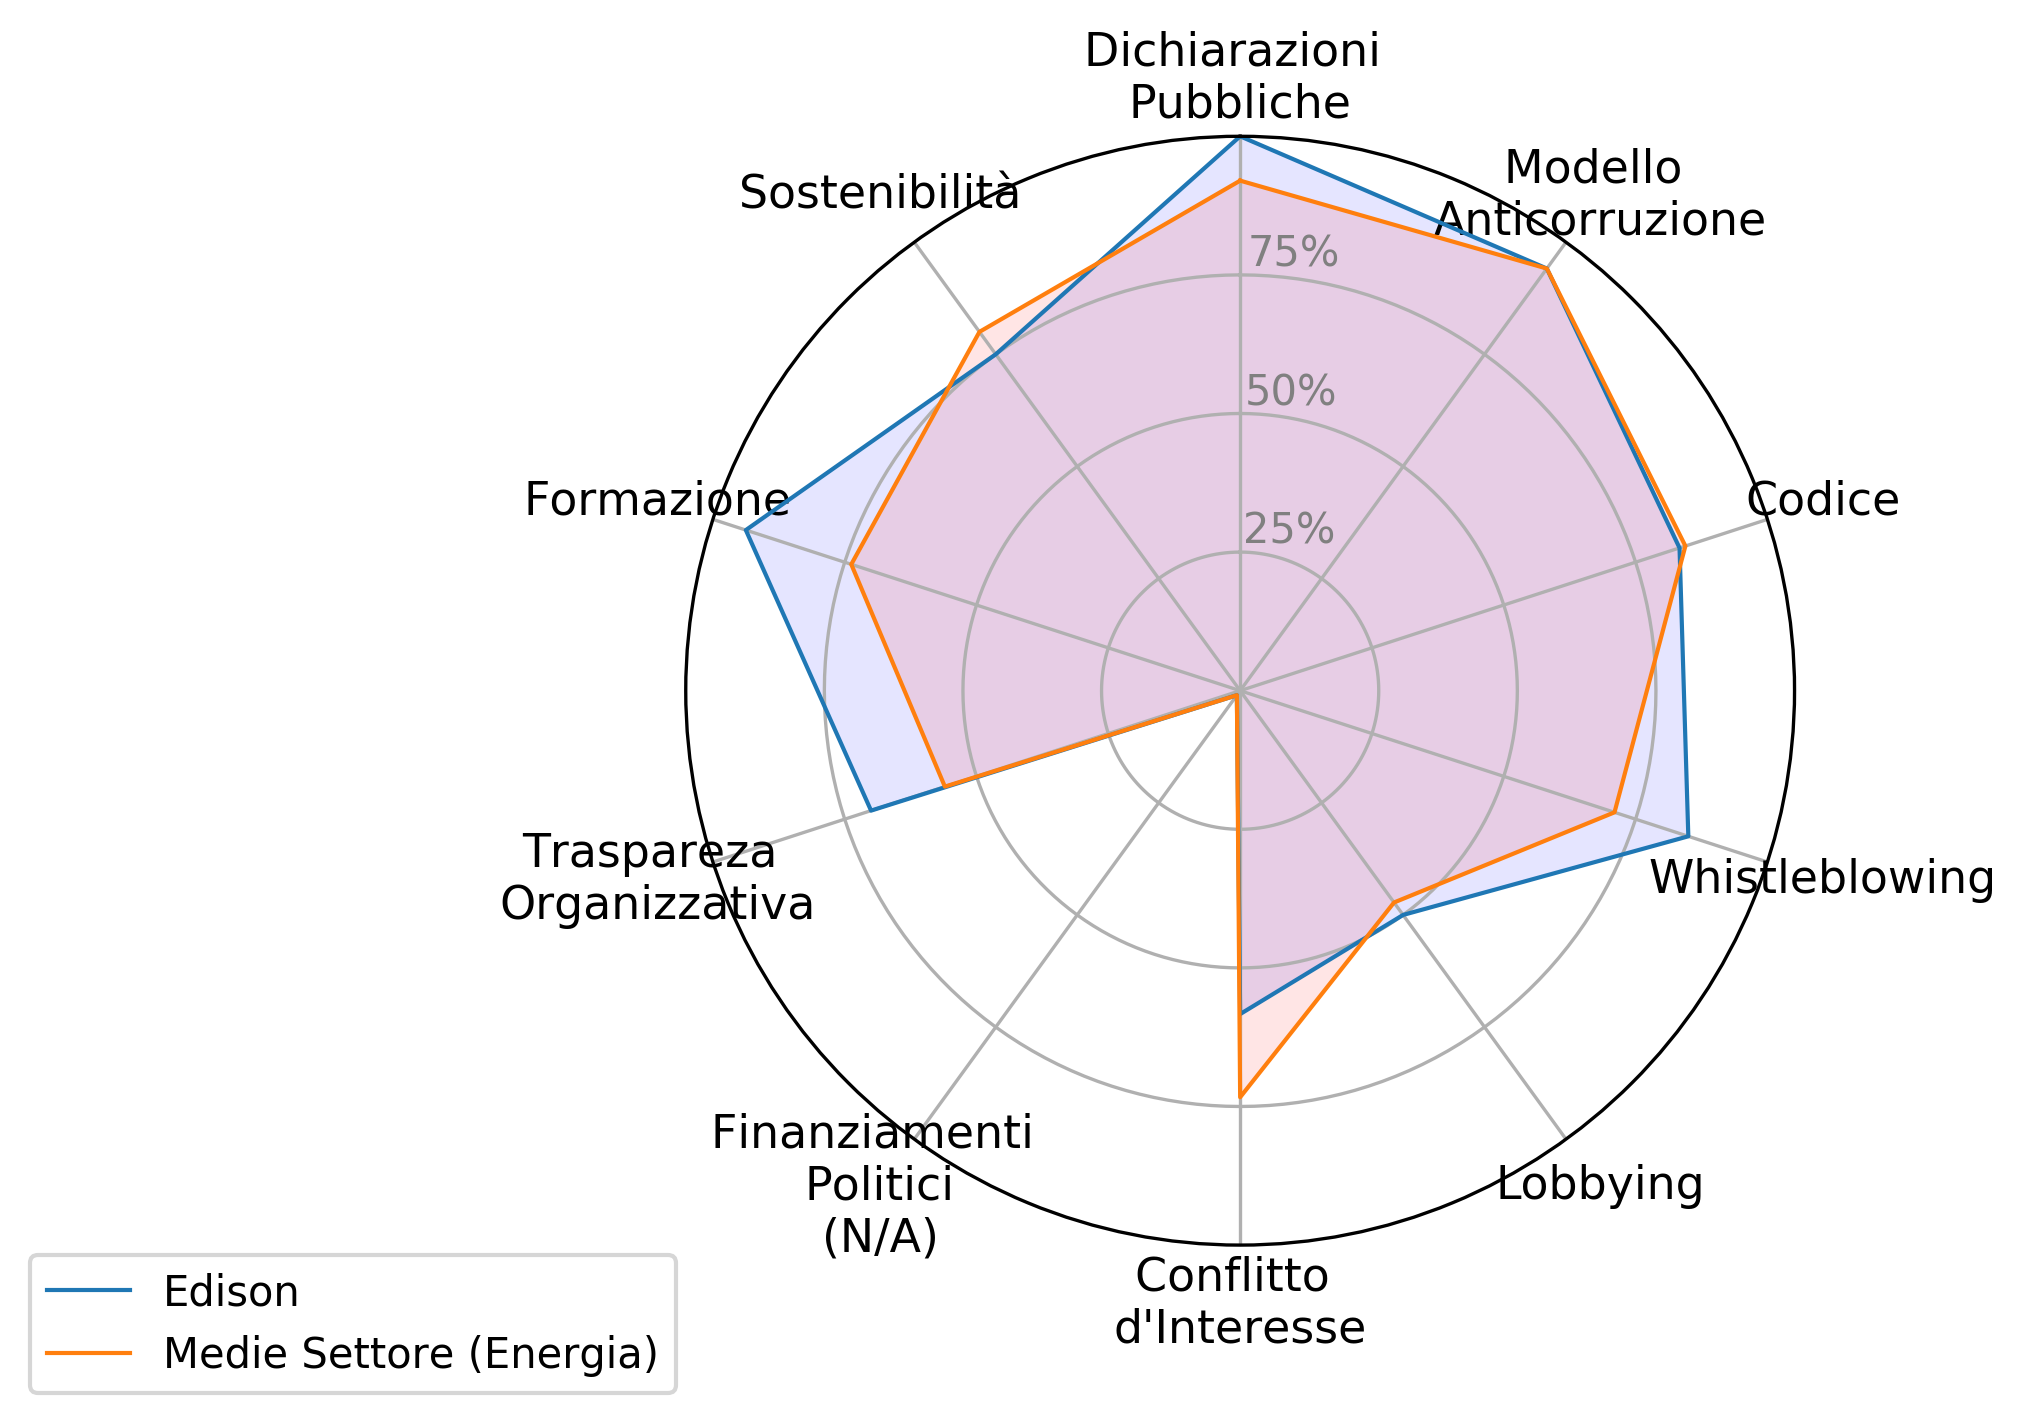 Dichiarazioni
Pubbliche
Modello
Anticorruzione
Sostenibilità
75%
50%
Formazione
Codice
25%
Traspareza
Organizzativa
Whistleblowing
Finanziamenti
Politici
(N/A)
Lobbying
Conflitto
d'Interesse
Edison
Medie Settore (Energia)